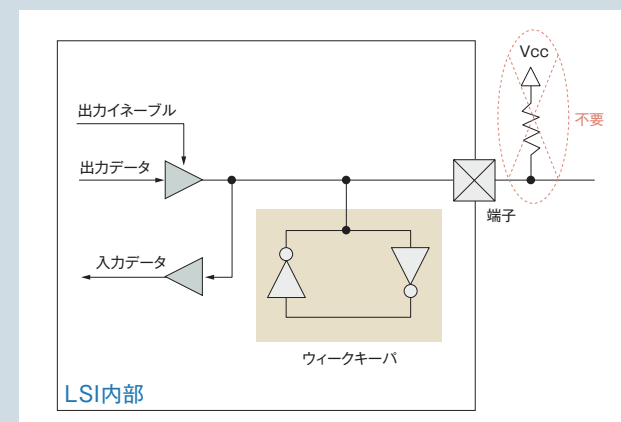 Vcc
不要
出力イネーブル
出力データ
端子
入力データ
ウィークキーパ
LSI内部